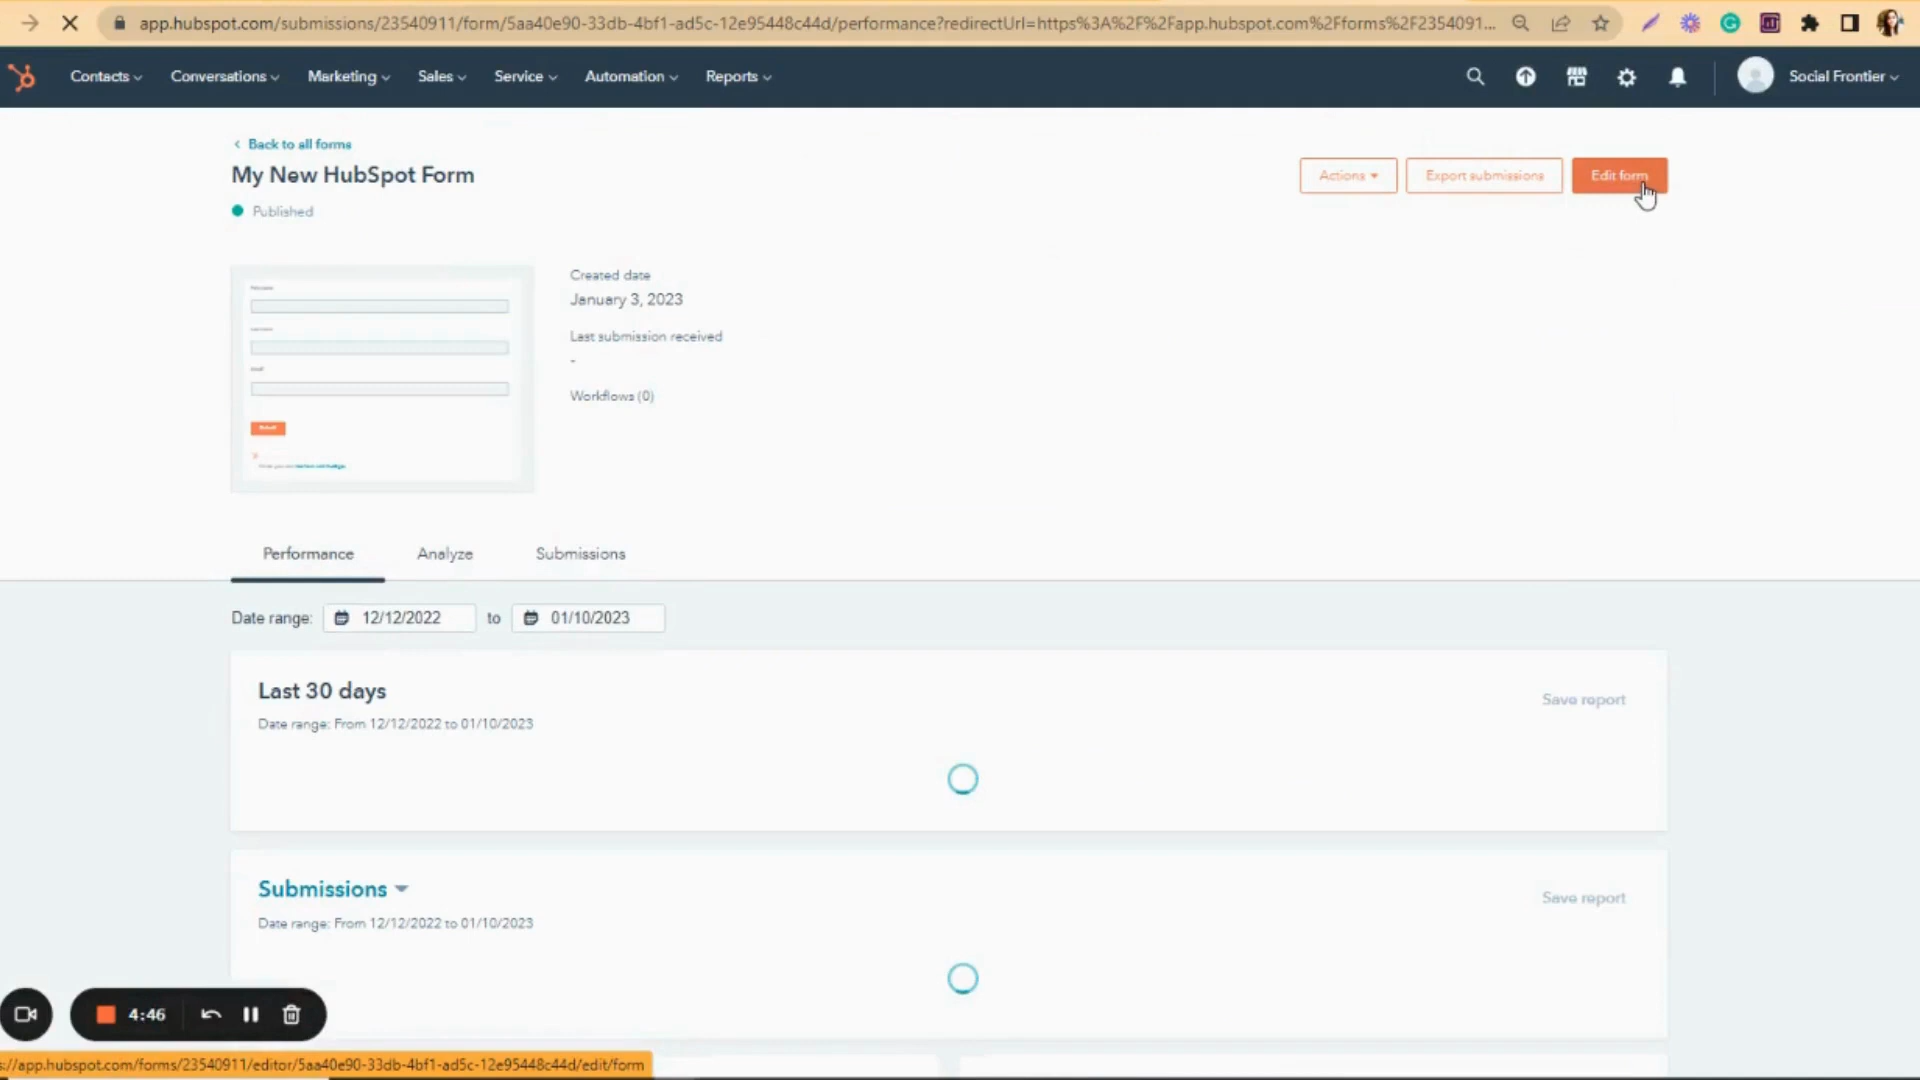 app.hubspot.com/submissions/23540911/form/5aa40e90-33db-4bf1-ad5c-12e95448c44d/performance?redirectUrl=https%3A%2F%2Fapp.hubspot.com%2Fforms%2F2354091...
Contacts Conversations Marketing Sales Service Automation Reports Social Frontier
Back to all forms
My New HubSpot Form
Actions Export submissions Edit form
Published
Created date
January 3, 2023
Last submission received
-
Workflows (0)
Performance Analyze Submissions
Date range: 12/12/2022 to 01/10/2023
Last 30 days
Save report
Date range: From 12/12/2022 to 01/10/2023
Submissions
Save report
Date range: From 12/12/2022 to 01/10/2023
4:46
s://app.hubspot.com/forms/23540911/editor/5aa40e90-33db-4bf1-ad5c-12e95448c44d/edit/form